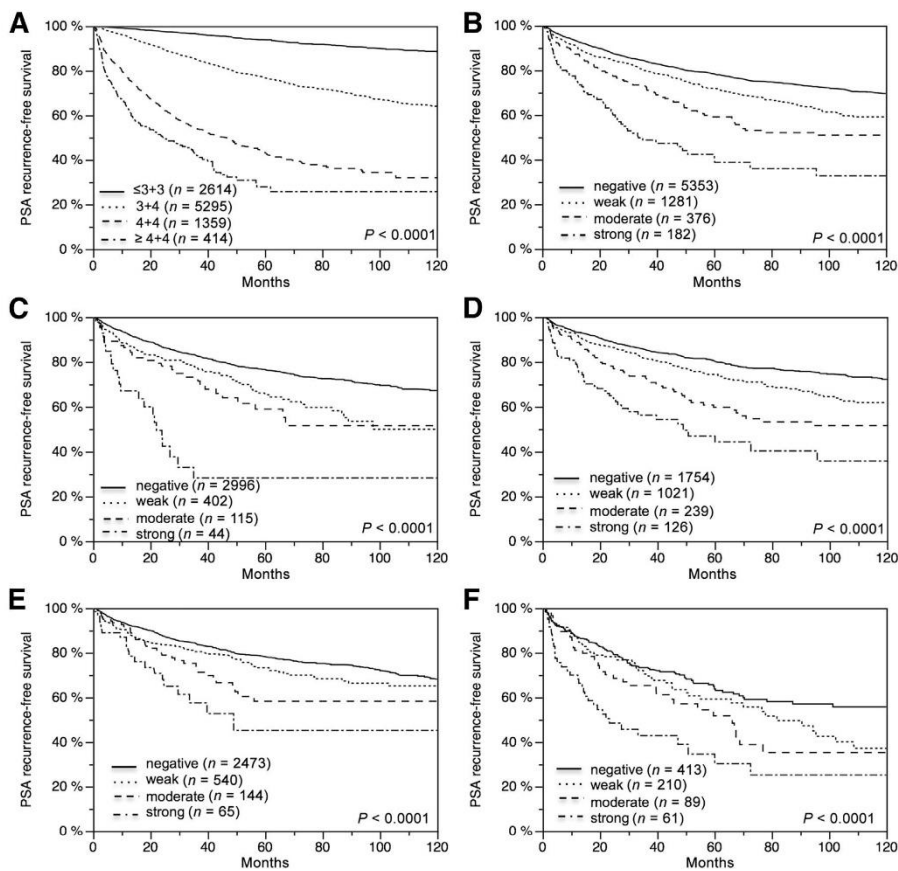 A
PSA recurrence-free survival
100 %
80 %
60 %
40 %
20 %
0 %
≤3+3 (n = 2614)
3+4 (n = 5295)
4+4 (n = 1359)
≥ 4+4 (n = 414)
P < 0.0001
0 20 40 60 80 100 120
Months
B
PSA recurrence-free survival
100 %
80 %
60 %
40 %
20 %
0 %
negative (n = 5353)
weak (n = 1281)
moderate (n = 376)
strong (n = 182)
P < 0.0001
0 20 40 60 80 100 120
Months
C
PSA recurrence-free survival
100 %
80 %
60 %
40 %
20 %
0 %
negative (n = 2996)
weak (n = 402)
moderate (n = 115)
strong (n = 44)
P < 0.0001
0 20 40 60 80 100 120
Months
D
PSA recurrence-free survival
100 %
80 %
60 %
40 %
20 %
0 %
negative (n = 1754)
weak (n = 1021)
moderate (n = 239)
strong (n = 126)
P < 0.0001
0 20 40 60 80 100 120
Months
E
PSA recurrence-free survival
100 %
80 %
60 %
40 %
20 %
0 %
negative (n = 2473)
weak (n = 540)
moderate (n = 144)
strong (n = 65)
P < 0.0001
0 20 40 60 80 100 120
Months
F
PSA recurrence-free survival
100 %
80 %
60 %
40 %
20 %
0 %
negative (n = 413)
weak (n = 210)
moderate (n = 89)
strong (n = 61)
P < 0.0001
0 20 40 60 80 100 120
Months